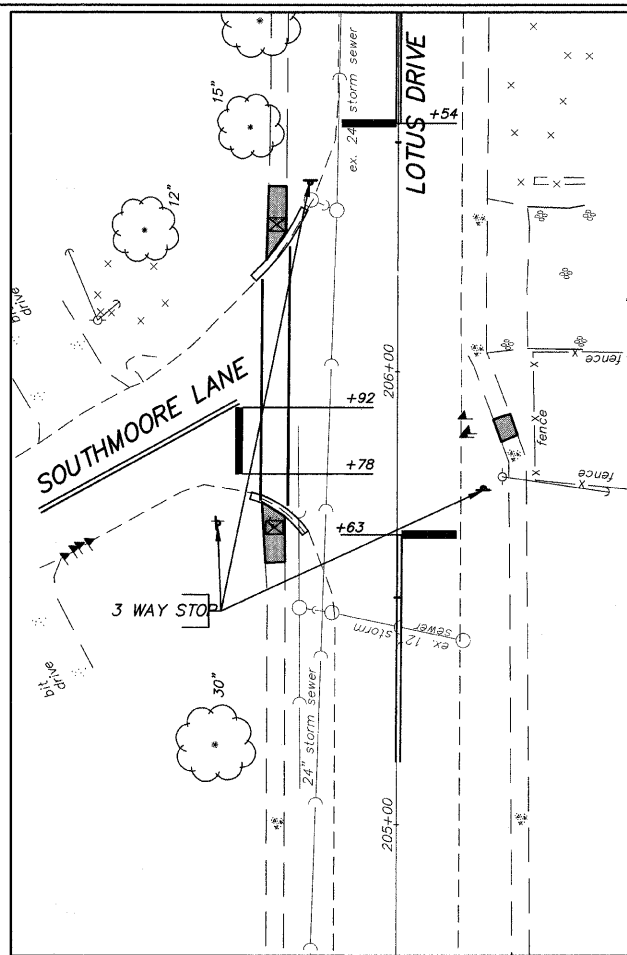 15"
ex. 24" storm sewer
LOTUS DRIVE
+54
12"
bit
drive
SOUTHMOORE LANE
+92
206+00
fence
fence
+78
fence
+63
3 WAY STOP
ex. 12" storm
sewer
bit
drive
30"
24" storm sewer
205+00